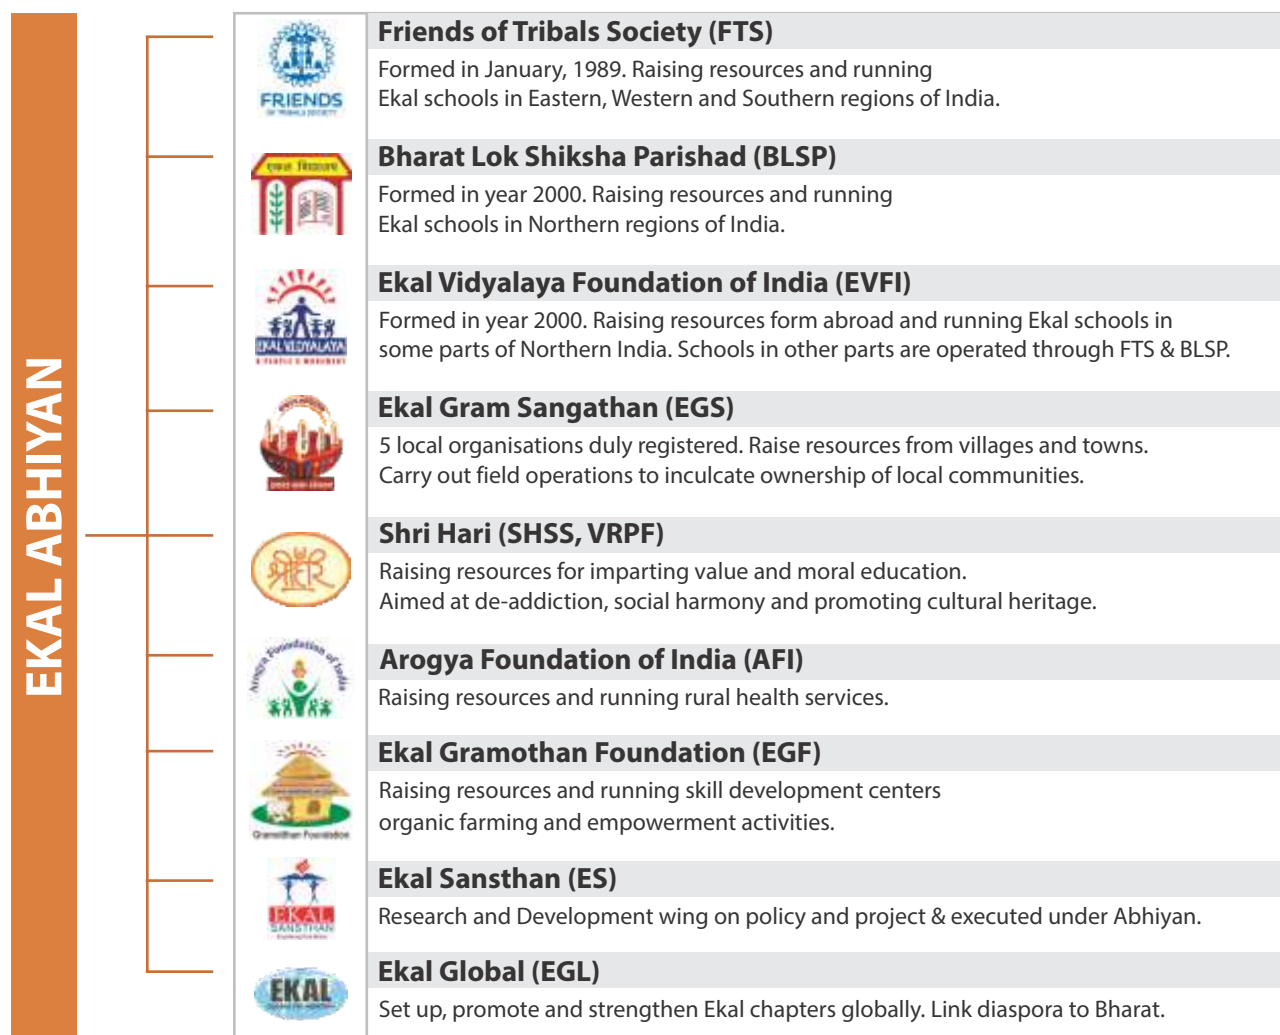 EKAL ABHIYAN
Friends of Tribals Society (FTS)
Formed in January, 1989. Raising resources and running
Ekal schools in Eastern, Western and Southern regions of India.
FRIENDS
OF TRIBALS SOCIETY
Bharat Lok Shiksha Parishad (BLSP)
Formed in year 2000. Raising resources and running
Ekal schools in Northern regions of India.
एकल विद्यालय
Ekal Vidyalaya Foundation of India (EVFI)
Formed in year 2000. Raising resources form abroad and running Ekal schools in
some parts of Northern India. Schools in other parts are operated through FTS & BLSP.
EKAL VIDYALAYA
A PEOPLE'S MOVEMENT
Ekal Gram Sangathan (EGS)
5 local organisations duly registered. Raise resources from villages and towns.
Carry out field operations to inculcate ownership of local communities.
Shri Hari (SHSS, VRPF)
Raising resources for imparting value and moral education.
Aimed at de-addiction, social harmony and promoting cultural heritage.
श्रीहरि
Arogya Foundation of India (AFI)
Raising resources and running rural health services.
Arogya Foundation of India
Ekal Gramothan Foundation (EGF)
Raising resources and running skill development centers
organic farming and empowerment activities.
Gramothan Foundation
Ekal Sansthan (ES)
Research and Development wing on policy and project & executed under Abhiyan.
EKAL
SANSTHAN
Ekal Global (EGL)
Set up, promote and strengthen Ekal chapters globally. Link diaspora to Bharat.
EKAL